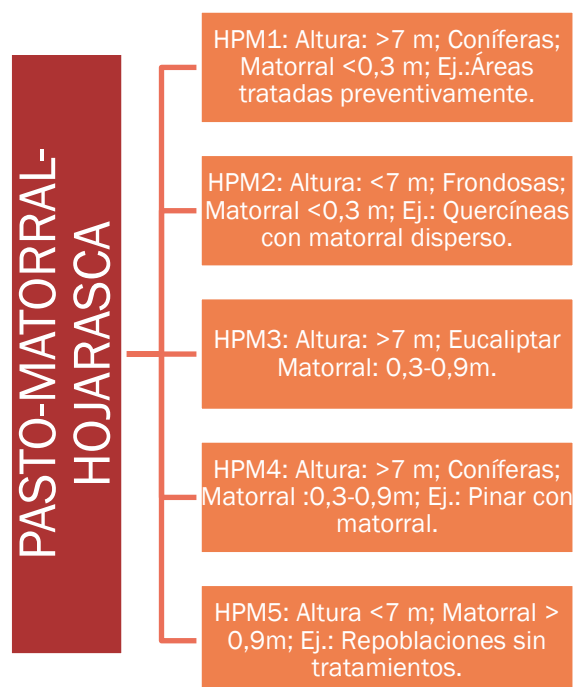 PASTO-MATORRAL-
HOJARASCA
HPM1: Altura: >7 m; Coníferas;
Matorral <0,3 m; Ej.:Áreas
tratadas preventivamente.
HPM2: Altura: <7 m; Frondosas;
Matorral <0,3 m; Ej.: Quercíneas
con matorral disperso.
HPM3: Altura: >7 m; Eucaliptar
Matorral: 0,3-0,9m.
HPM4: Altura: >7 m; Coníferas;
Matorral :0,3-0,9m; Ej.: Pinar con
matorral.
HPM5: Altura <7 m; Matorral >
0,9m; Ej.: Repoblaciones sin
tratamientos.